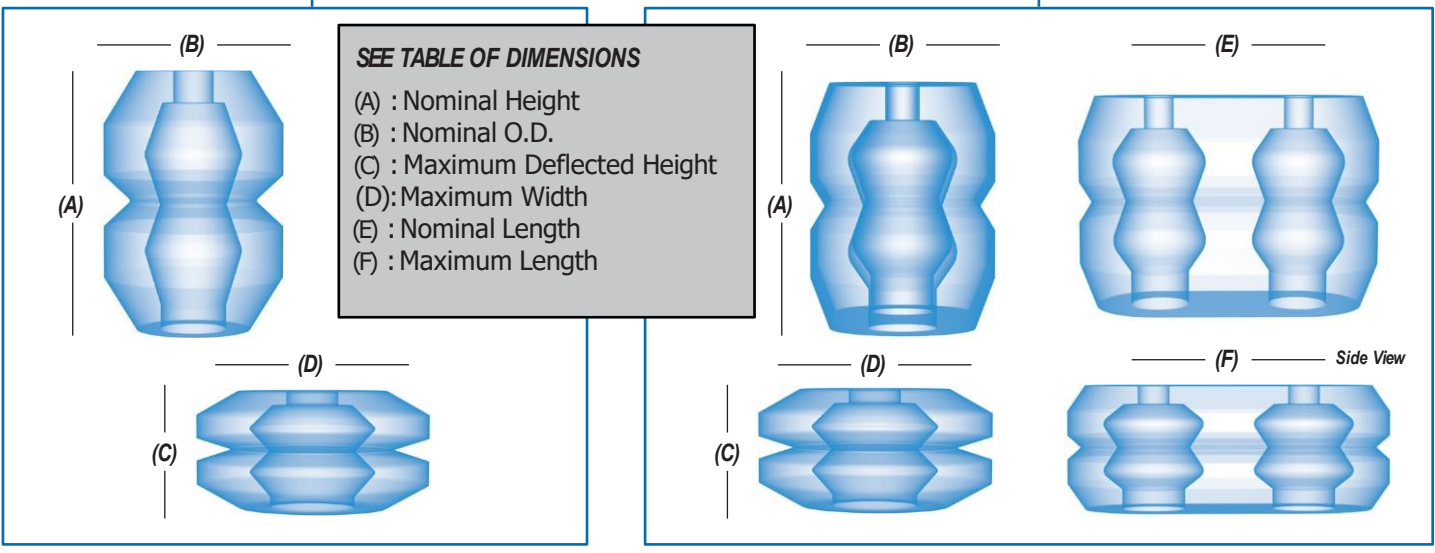 (B)
SEE TABLE OF DIMENSIONS
(A) : Nominal Height
(B) : Nominal O.D.
(C) : Maximum Deflected Height
(D): Maximum Width
(E) : Nominal Length
(F) : Maximum Length
(A)
(D)
(C)
(B)
(E)
(A)
(D)
(F)
Side View
(C)